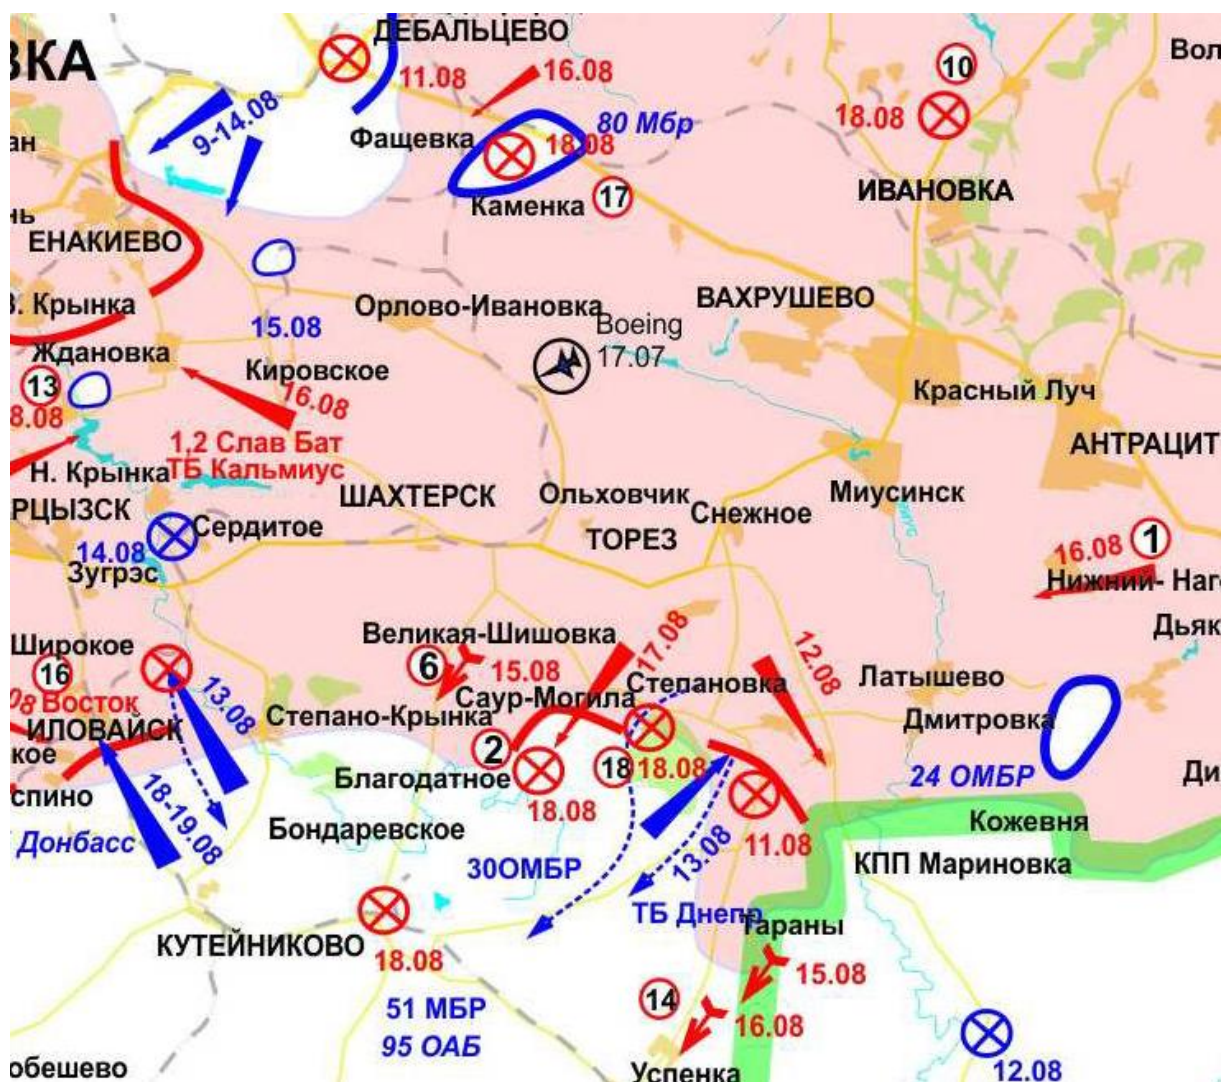 ВКА
ДЕБАЛЬЦЕВО
11.08
16.08
10
Вол
9-14.08
80 Мбр
18.08
ан
Фащевка
18.08
Каменка
17
ИВАНОВКА
нь
ЕНАКИЕВО
З. Крынка
Орлово-Ивановка
ВАХРУШЕВО
15.08
Boeing
17.07
Ждановка
Кировское
13
8.08
16.08
Красный Луч
1,2 Слав Бат
ТБ Кальмиус
АНТРАЦИТ
Н. Крынка
ШАХТЕРСК
Ольховчик
Миусинск
РЦЫЗСК
Сердитое
Снежное
ТОРЕЗ
14.08
Зугрэс
16.08
1
Нижний- Наг
Широкое
Великая-Шишовка
Дьяк
16
6
15.08
17.08
12.08
08 Восток
13.08
Саур-Могила
Степановка
Латышево
ИЛОВАЙСК
Степано-Крынка
Дмитровка
кое
2
Благодатное
18
18.08
24 ОМБР
Ди
спино
18.08
18-19.08
Бондаревское
Кожевня
Донбасс
30ОМБР
13.08
11.08
КПП Мариновка
ТБ Днепр
Тараны
КУТЕЙНИКОВО
18.08
15.08
14
16.08
51 МБР
95 ОАБ
обешево
Успенка
12.08